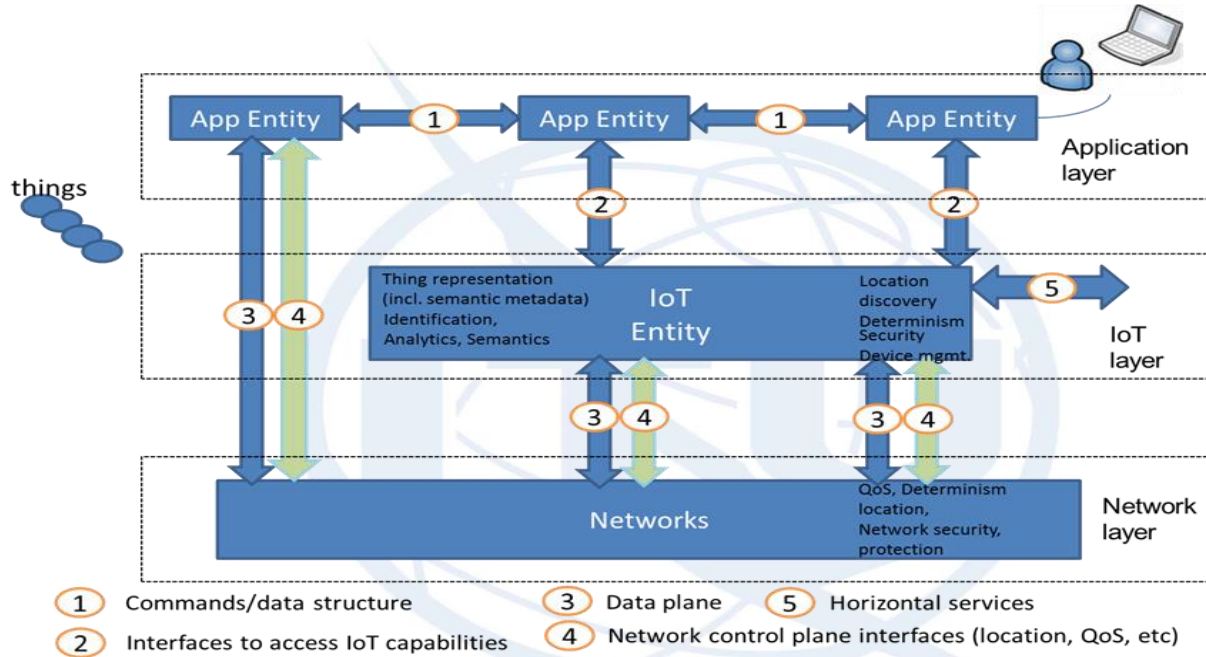 App Entity
1
App Entity
1
App Entity
Application
layer
things
2
2
Thing representation
(incl. semantic metadata)
Identification,
Analytics, Semantics
IoT
Entity
Location
discovery
Determinism
Security
Device mgmt.
5
IoT
layer
3
4
3
4
3
4
Networks
QoS, Determinism
location,
Network security,
protection
Network
layer
1 Commands/data structure
3 Data plane
5 Horizontal services
2 Interfaces to access IoT capabilities
4 Network control plane interfaces (location, QoS, etc)
ITU